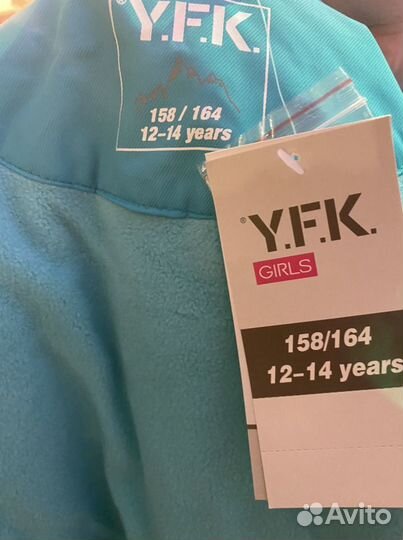 ®Y.F.K.
158 / 164
12-14 years
®Y.F.K.
GIRLS
158/164
12-14 years
Avito